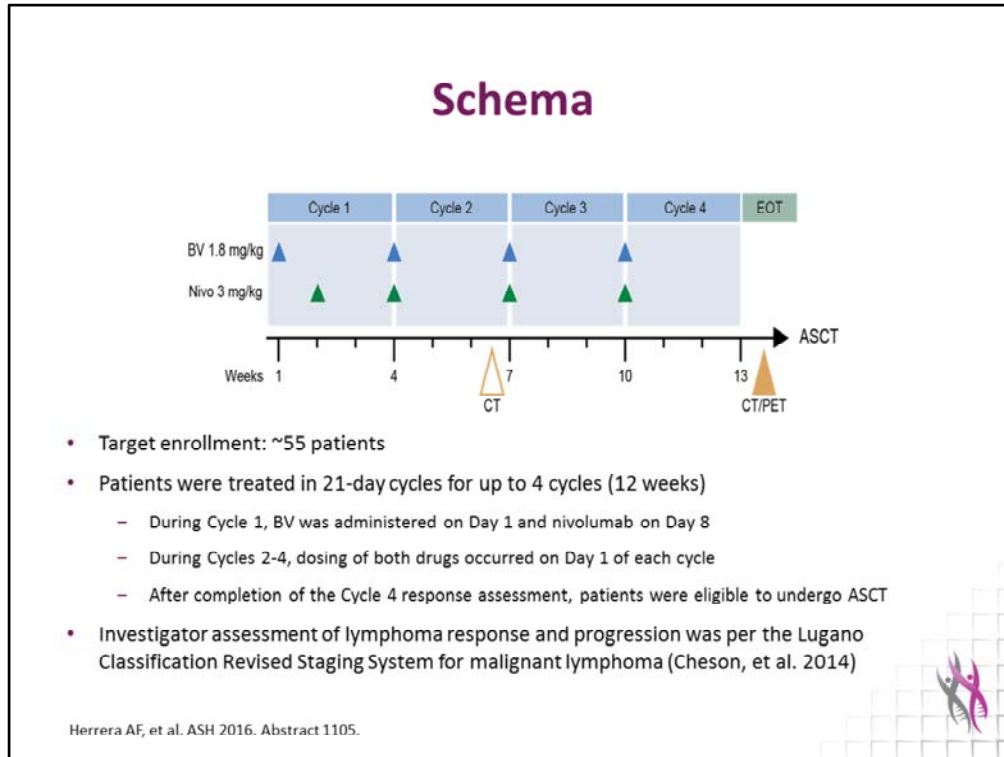 Schema
Cycle 1 Cycle 2 Cycle 3 Cycle 4 EOT
BV 1.8 mg/kg
Nivo 3 mg/kg
ASCT
Weeks 1 4 7 10 13
CT CT/PET
• Target enrollment: ~55 patients
• Patients were treated in 21-day cycles for up to 4 cycles (12 weeks)
– During Cycle 1, BV was administered on Day 1 and nivolumab on Day 8
– During Cycles 2-4, dosing of both drugs occurred on Day 1 of each cycle
– After completion of the Cycle 4 response assessment, patients were eligible to undergo ASCT
• Investigator assessment of lymphoma response and progression was per the Lugano
Classification Revised Staging System for malignant lymphoma (Cheson, et al. 2014)
Herrera AF, et al. ASH 2016. Abstract 1105.